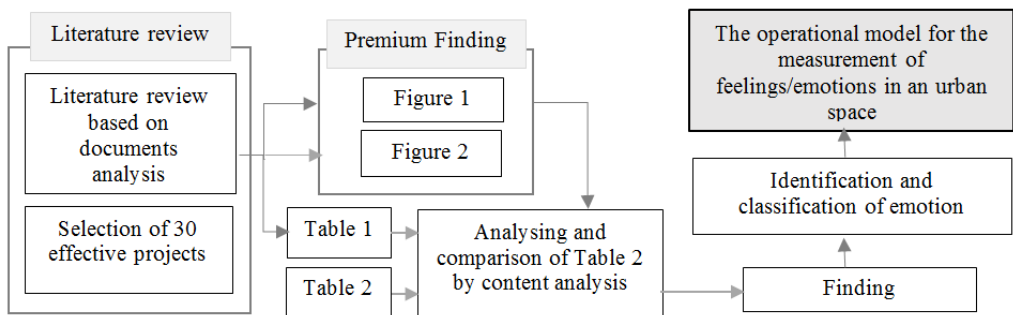 Literature review
Literature review
based on
documents
analysis
Selection of 30
effective projects
Premium Finding
Figure 1
Figure 2
Table 1
Table 2
Analysing and
comparison of Table 2
by content analysis
The operational model for the
measurement of
feelings/emotions in an urban
space
Identification and
classification of emotion
Finding